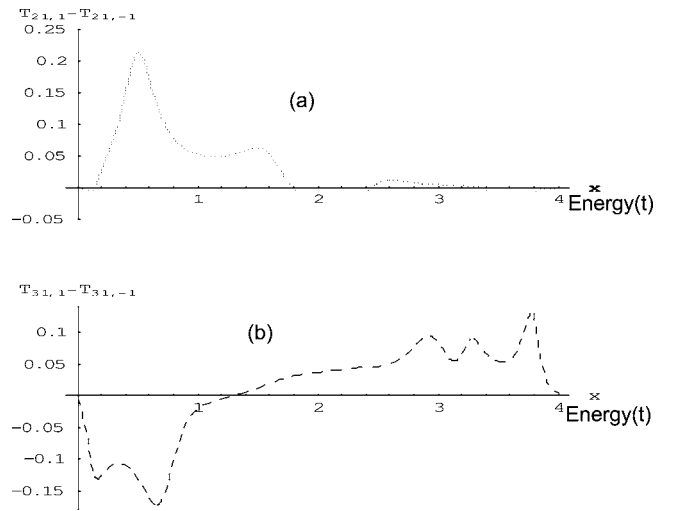 T21,1-T21,-1
0.25
0.2
(a)
0.15
0.1
0.05
1 2 3 4 x
Energy(t)
-0.05
T31,1-T31,-1
0.1
(b)
0.05
1 2 3 4 x
Energy(t)
-0.05
-0.1
-0.15